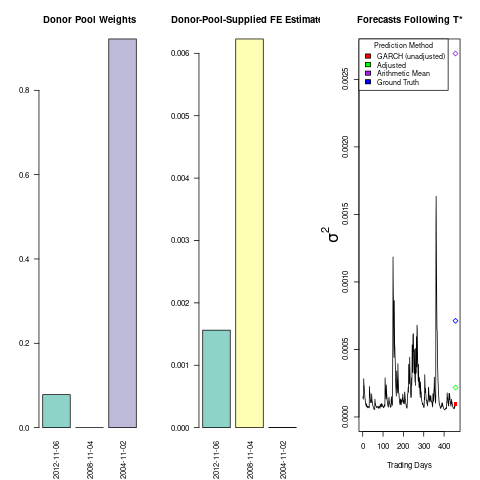 Donor Pool Weights
0.0
0.2
0.4
0.6
0.8
2012-11-06
2008-11-04
2004-11-02
Donor-Pool-Supplied FE Estimate
0.000
0.001
0.002
0.003
0.004
0.005
0.006
2012-11-06
2008-11-04
2004-11-02
Forecasts Following T*
σ2
0.0000
0.0005
0.0010
0.0015
0.0020
0.0025
Prediction Method
GARCH (unadjusted)
Adjusted
Arithmetic Mean
Ground Truth
0 100 200 300 400
Trading Days